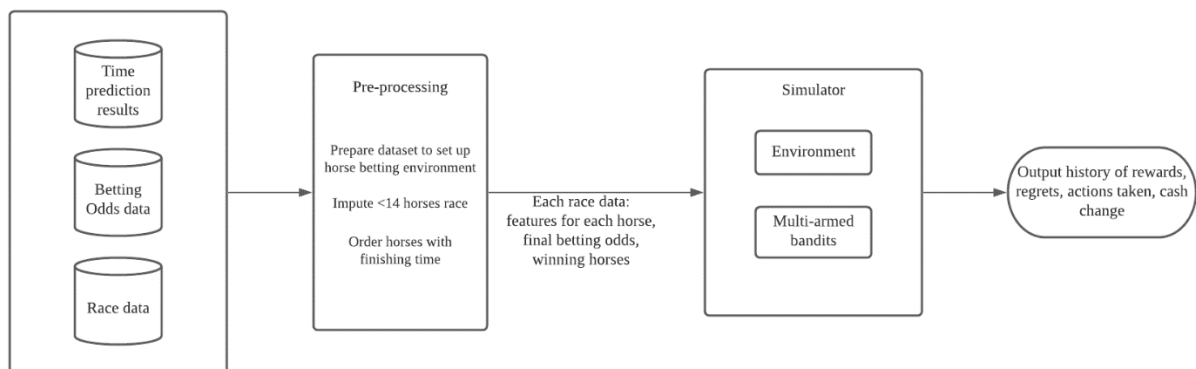 Time
prediction
results
Betting
Odds data
Race data
Pre-processing
Prepare dataset to set up
horse betting environment
Impute <14 horses race
Order horses with
finishing time
Each race data:
features for each horse,
final betting odds,
winning horses
Simulator
Environment
Multi-armed
bandits
Output history of rewards,
regrets, actions taken, cash
change